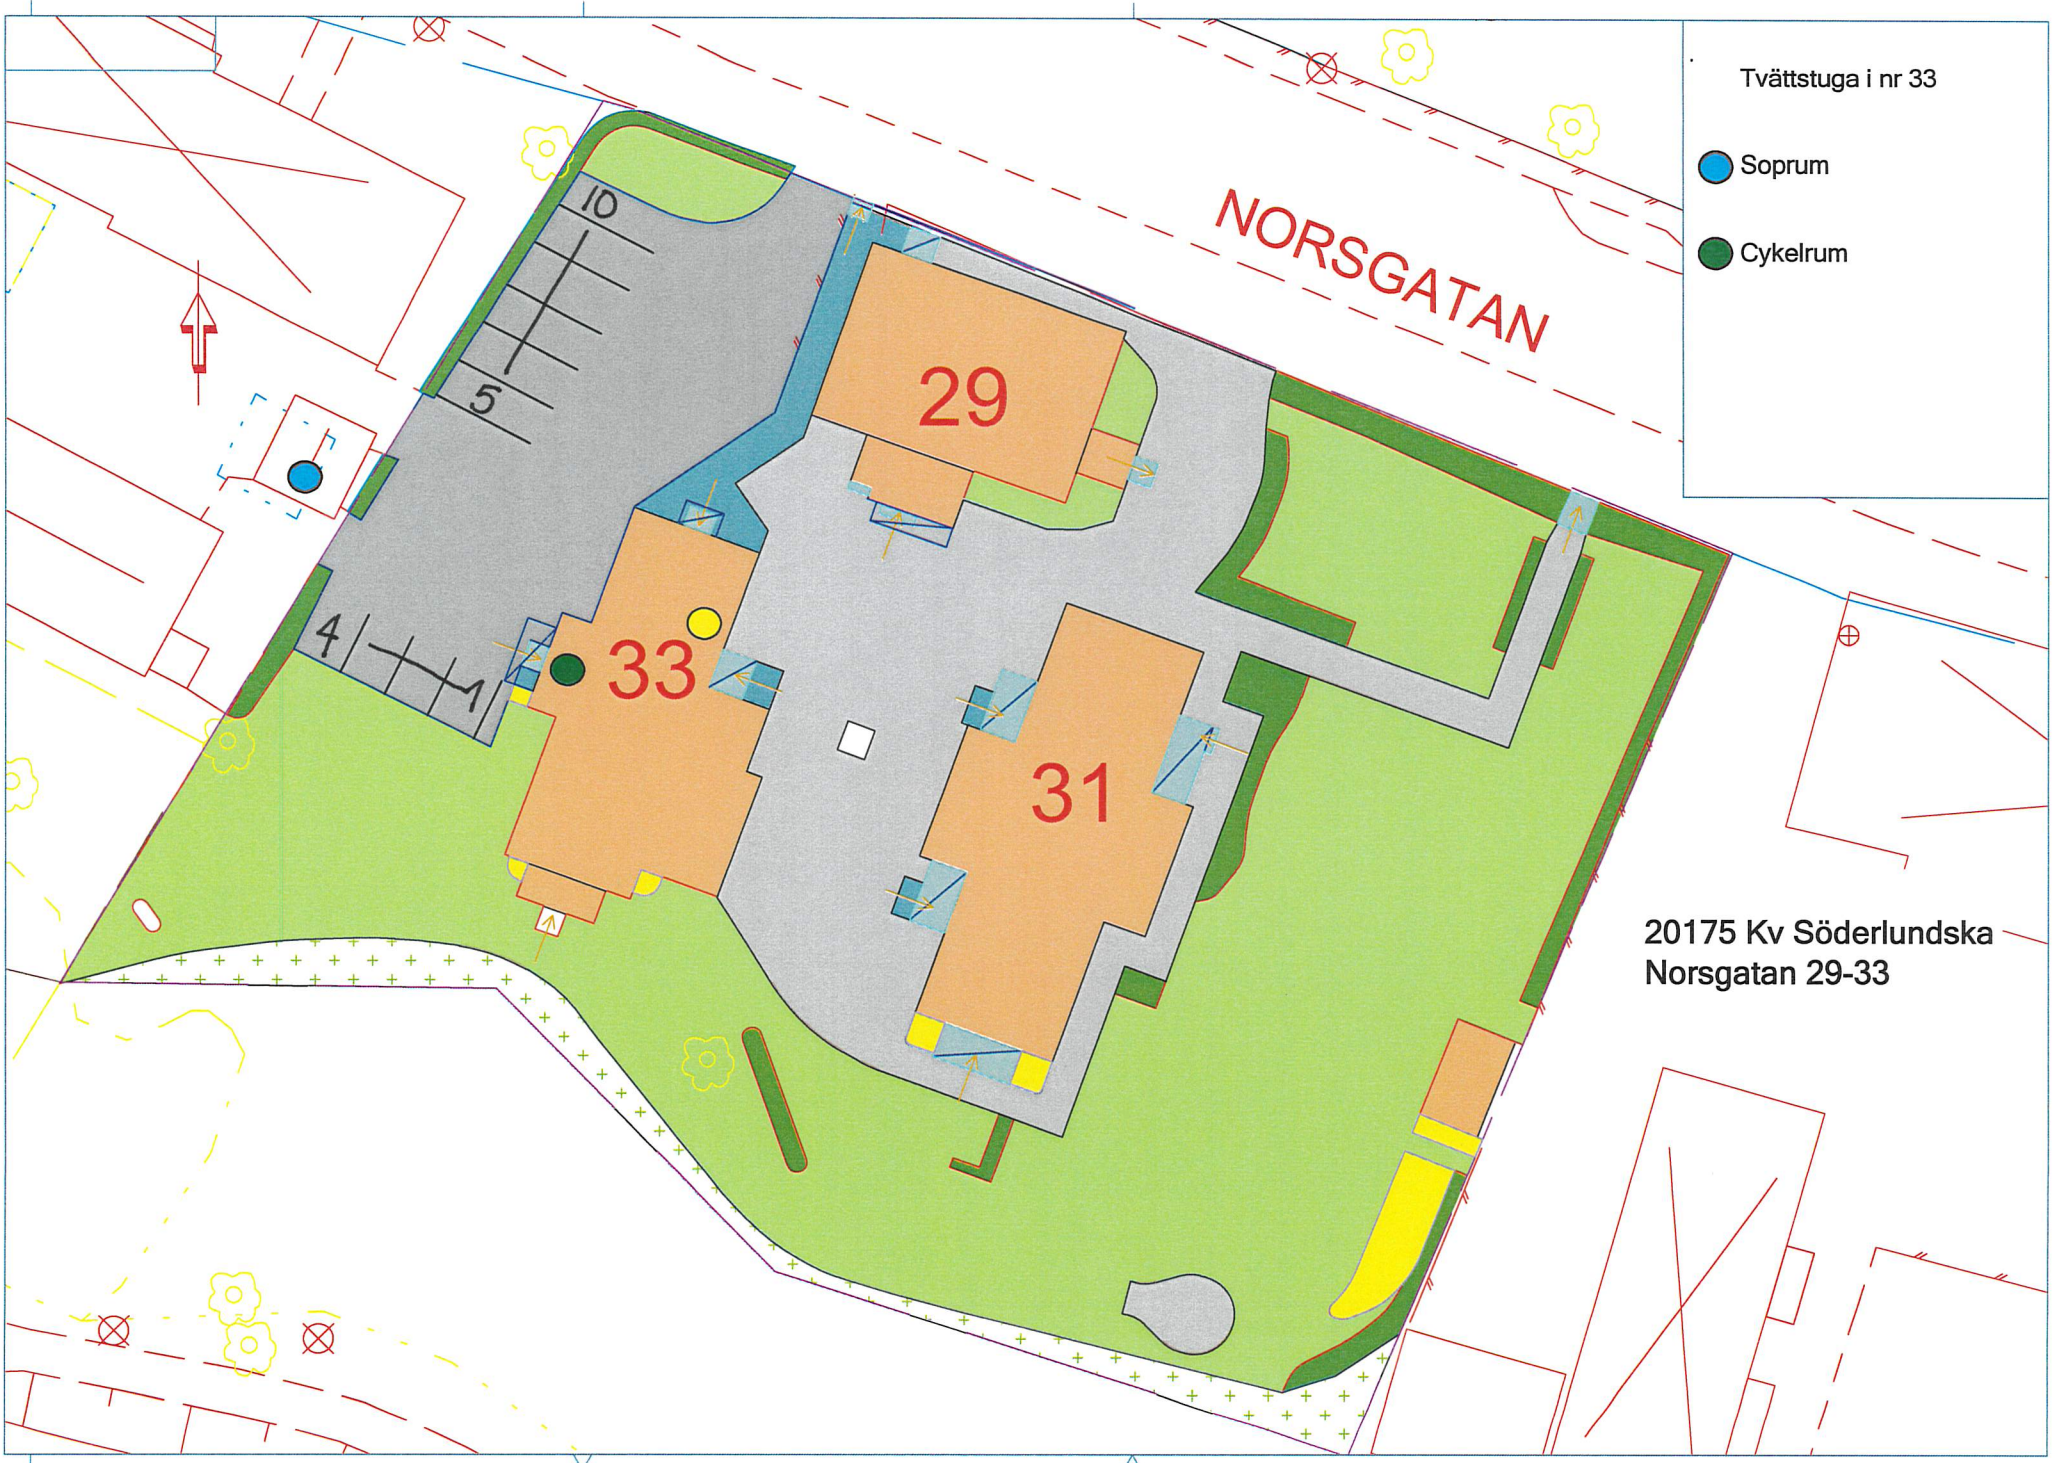 Tvättstuga i nr 33
Soprum
Cykelrum
NORSGATAN
10
5
29
4
1
33
31
20175 Kv Söderlundska
Norsgatan 29-33